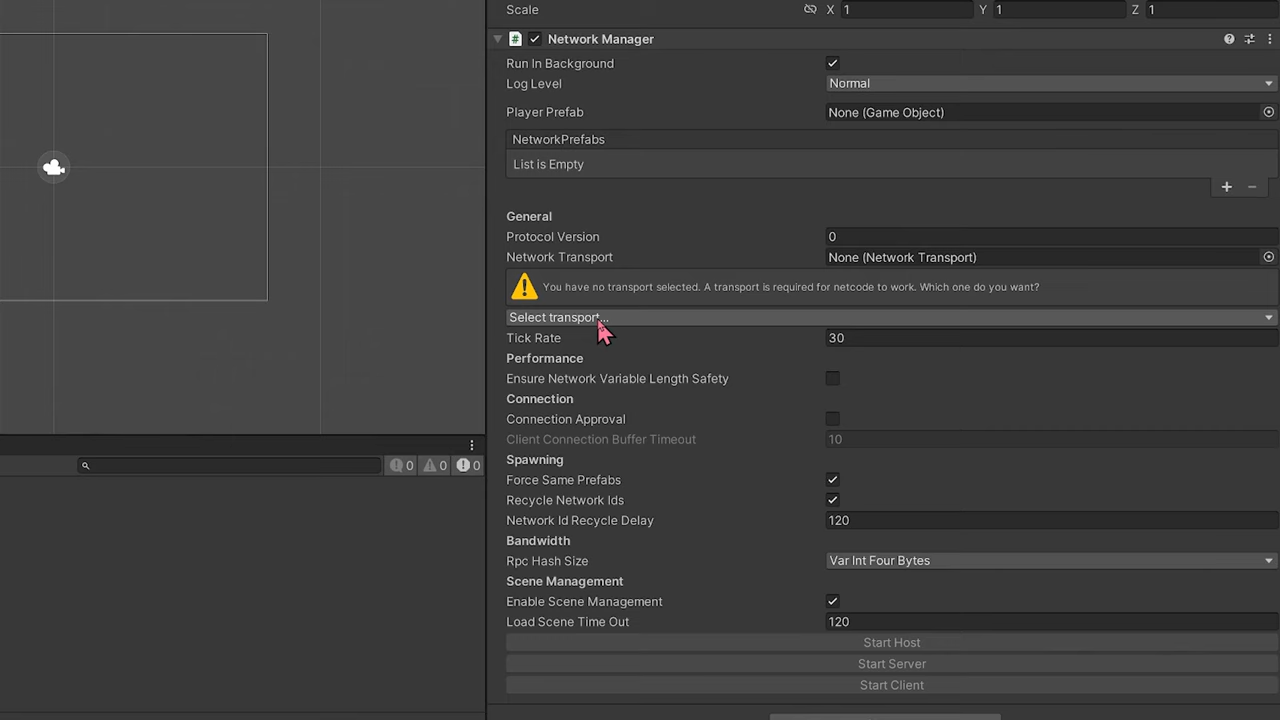 Scale X 1 Y 1 Z 1
# Network Manager
Run In Background
Log Level Normal
Player Prefab None (Game Object)
NetworkPrefabs
List is Empty
+ −
General
Protocol Version 0
Network Transport None (Network Transport)
You have no transport selected. A transport is required for netcode to work. Which one do you want?
Select transport...
Tick Rate 30
Performance
Ensure Network Variable Length Safety
Connection
Connection Approval
Client Connection Buffer Timeout 10
0 0 0
Spawning
Force Same Prefabs
Recycle Network Ids
Network Id Recycle Delay 120
Bandwidth
Rpc Hash Size Var Int Four Bytes
Scene Management
Enable Scene Management
Load Scene Time Out 120
Start Host
Start Server
Start Client